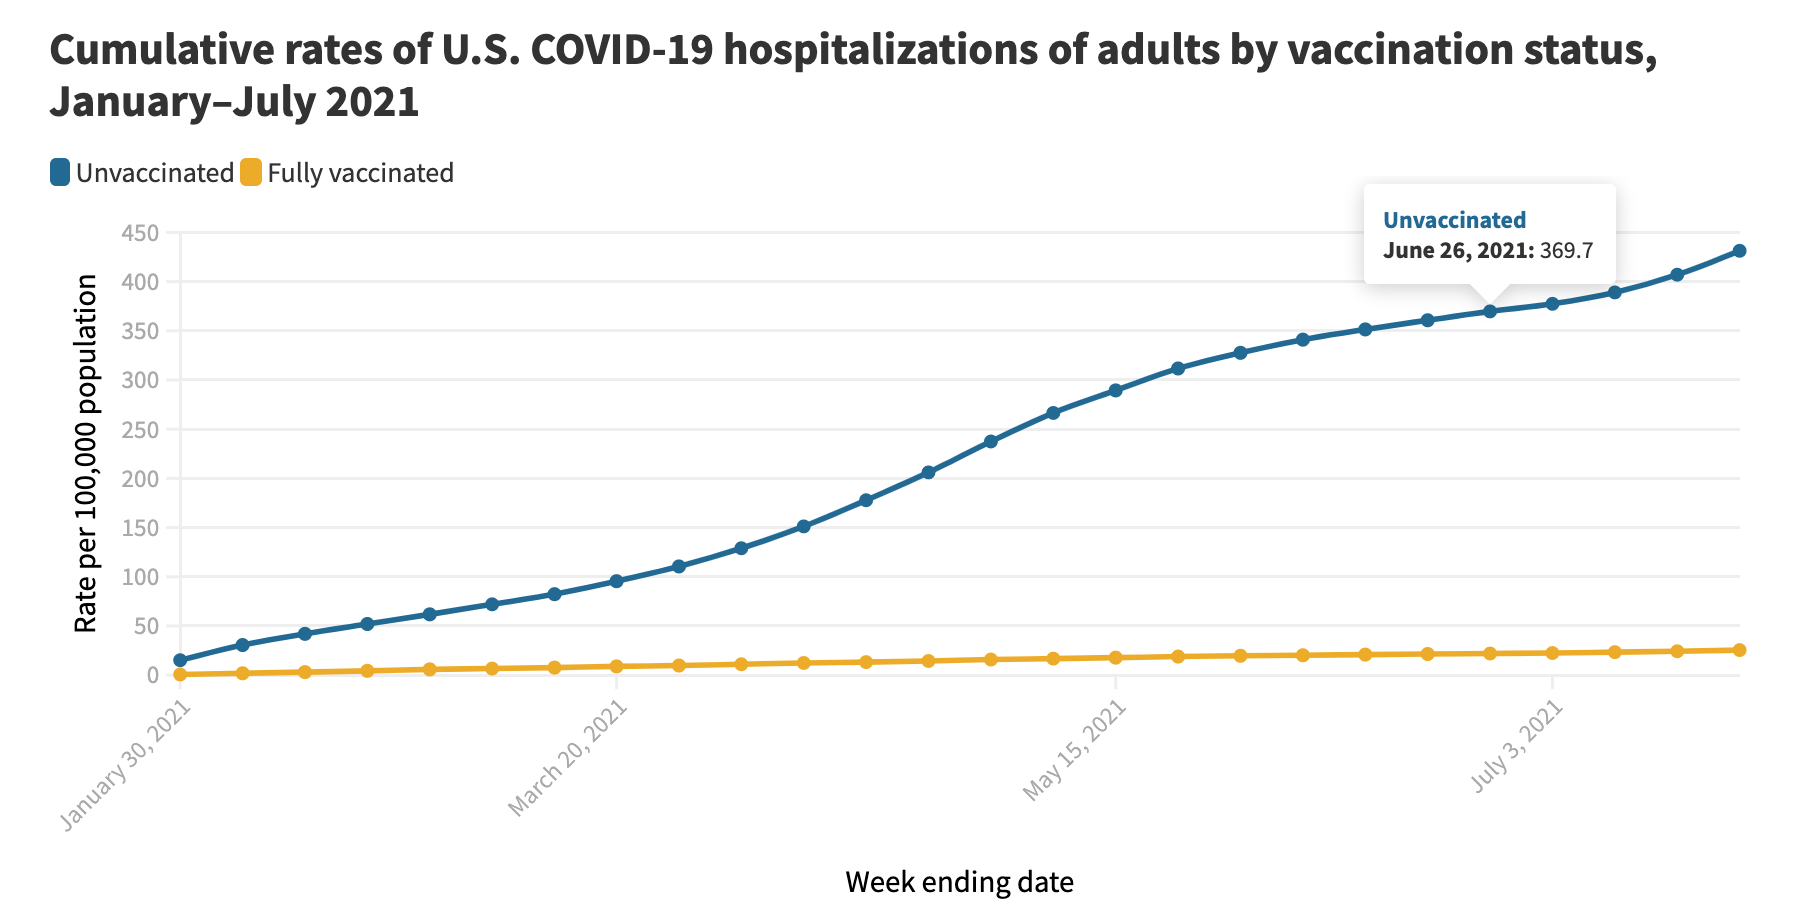 Cumulative rates of U.S. COVID-19 hospitalizations of adults by vaccination status,
January–July 2021
Unvaccinated Fully vaccinated
Unvaccinated
June 26, 2021: 369.7
Rate per 100,000 population
450
400
350
300
250
200
150
100
50
0
January 30, 2021
March 20, 2021
May 15, 2021
July 3, 2021
Week ending date